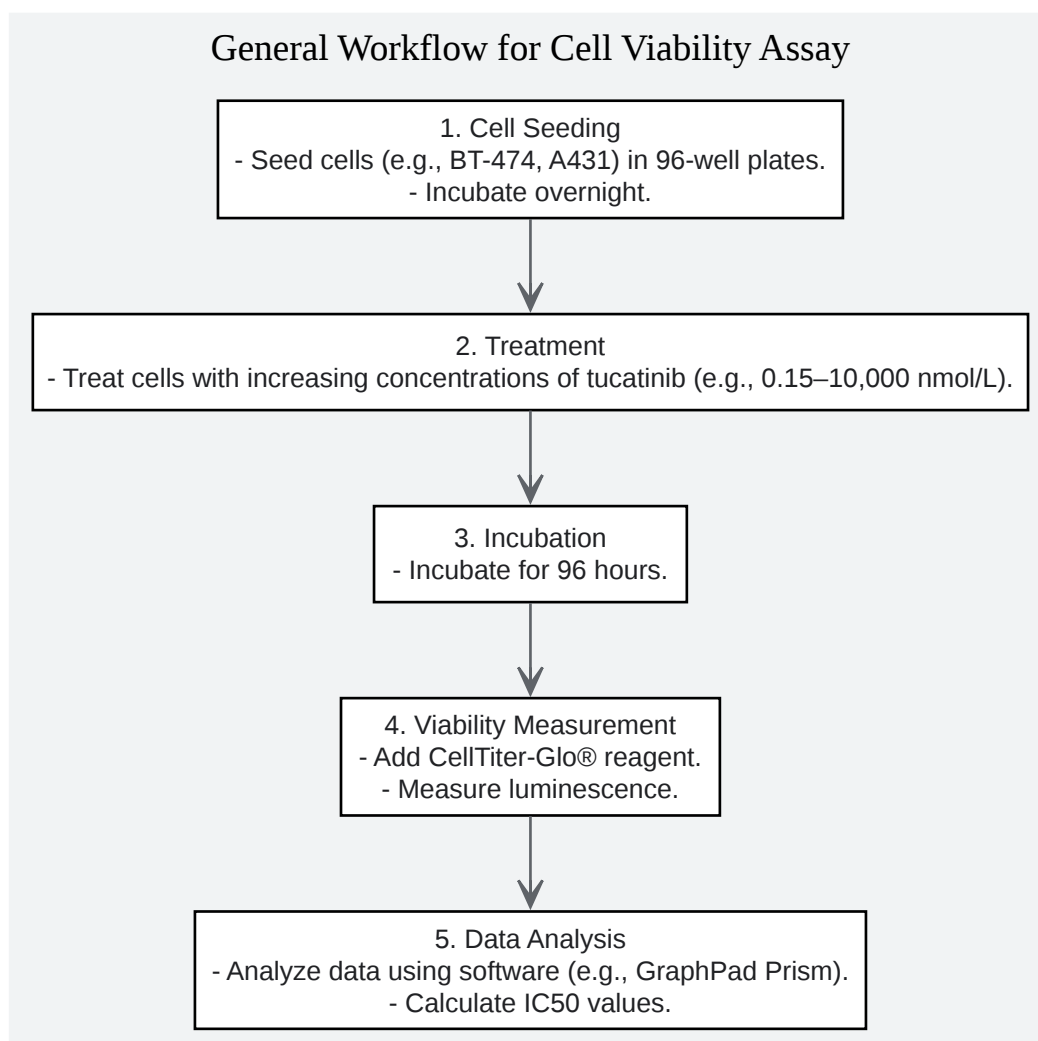 General Workflow for Cell Viability Assay
1. Cell Seeding
- Seed cells (e.g., BT-474, A431) in 96-well plates.
- Incubate overnight.
2. Treatment
- Treat cells with increasing concentrations of tucatinib (e.g., 0.15–10,000 nmol/L).
3. Incubation
- Incubate for 96 hours.
4. Viability Measurement
- Add CellTiter-Glo® reagent.
- Measure luminescence.
5. Data Analysis
- Analyze data using software (e.g., GraphPad Prism).
- Calculate IC50 values.